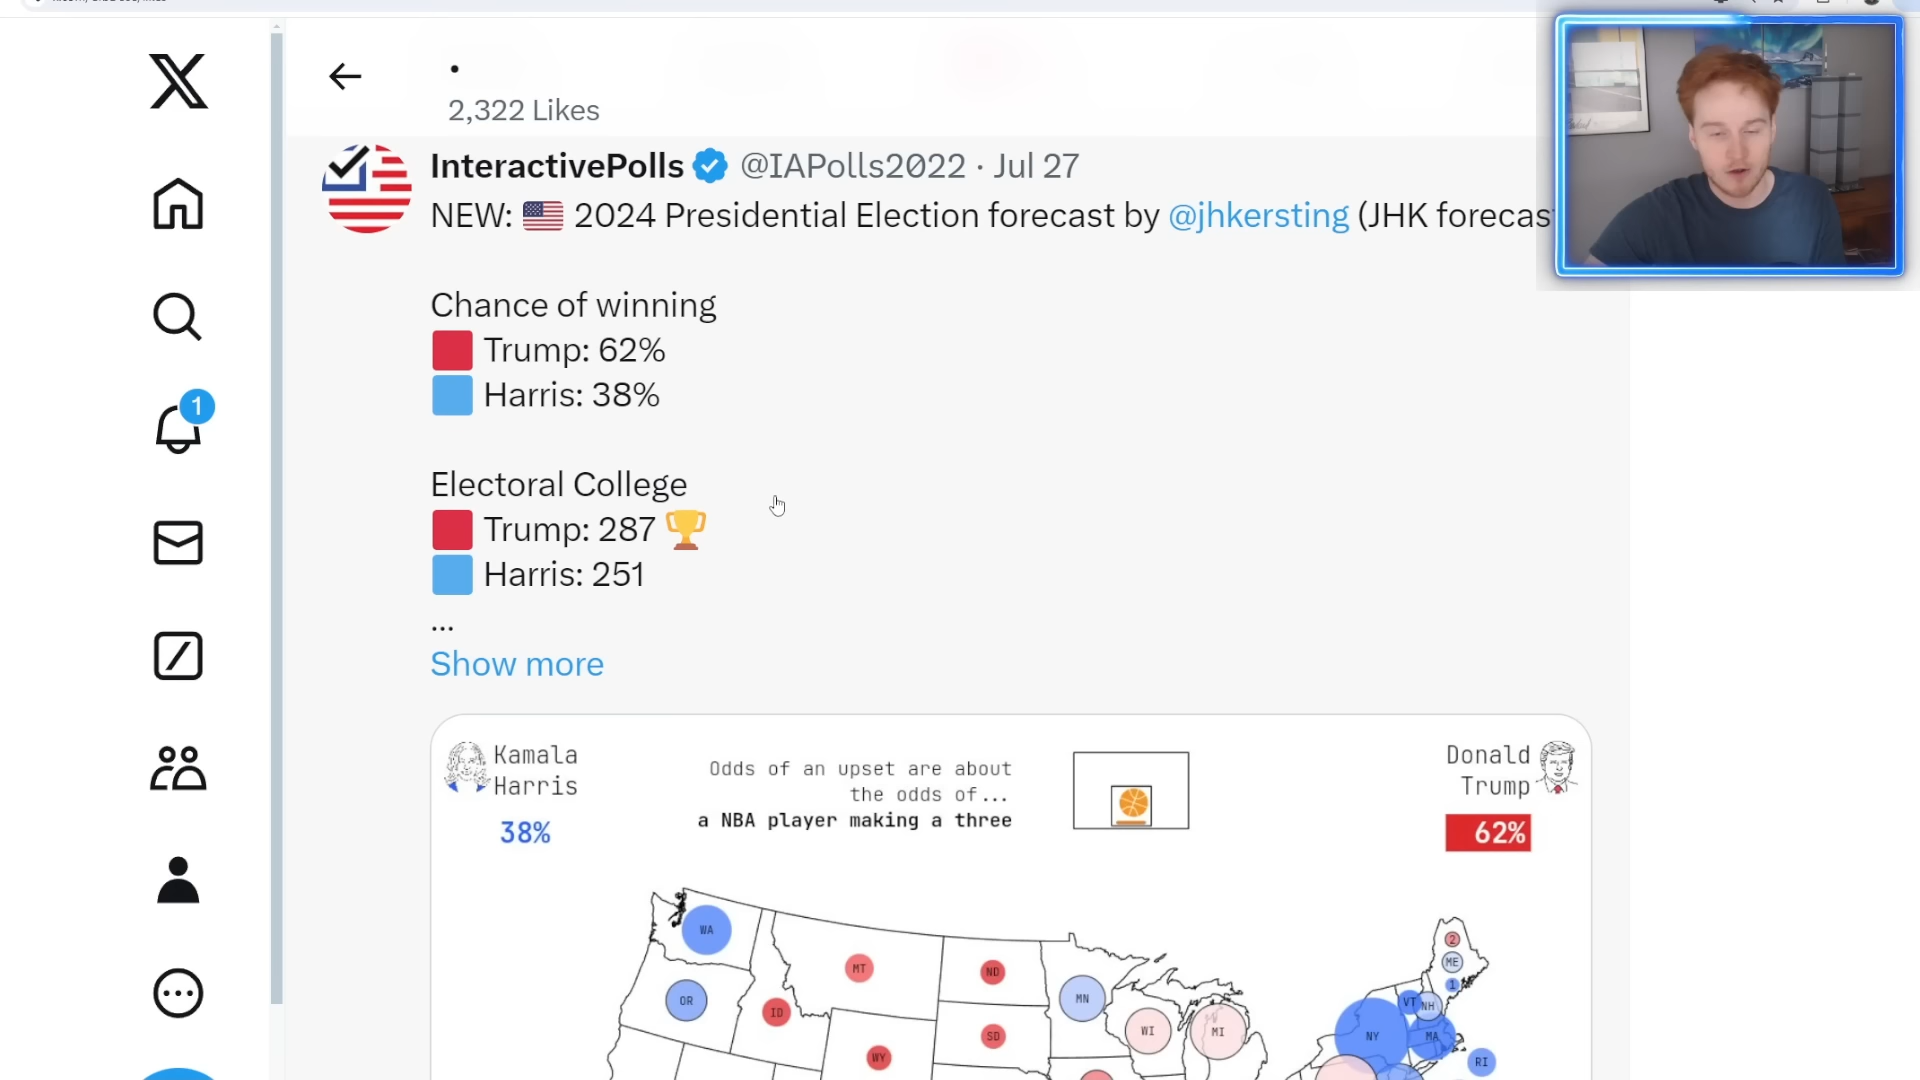 2,322 Likes
InteractivePolls @IAPolls2022 · Jul 27
NEW: 🇺🇸 2024 Presidential Election forecast by @jhkersting (JHK forecas
Chance of winning
Trump: 62%
Harris: 38%
Electoral College
Trump: 287 🏆
Harris: 251
...
Show more
1
Kamala
Harris
38%
Odds of an upset are about
the odds of...
a NBA player making a three
Donald
Trump
62%
WA
MT
ND
MN
OR
ID
SD
WY
WI
MI
2
ME
1
VT
NH
NY
MA
RI